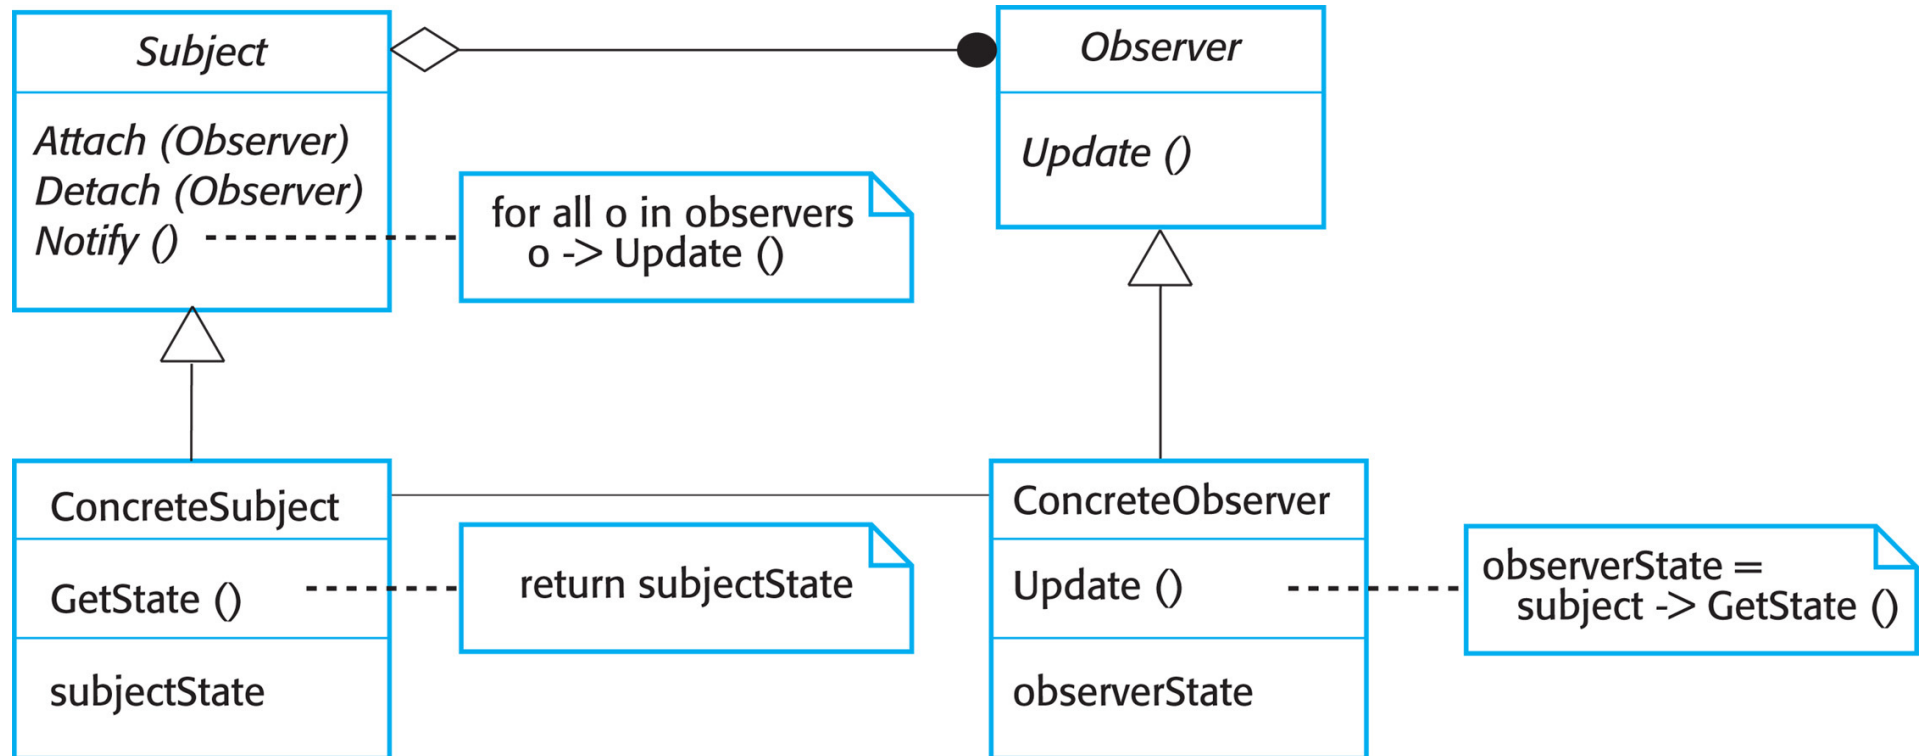 Subject
Attach (Observer)
Detach (Observer)
Notify ()
for all o in observers
o -> Update ()
Observer
Update ()
ConcreteSubject
GetState ()
subjectState
return subjectState
ConcreteObserver
Update ()
observerState
observerState =
subject -> GetState ()